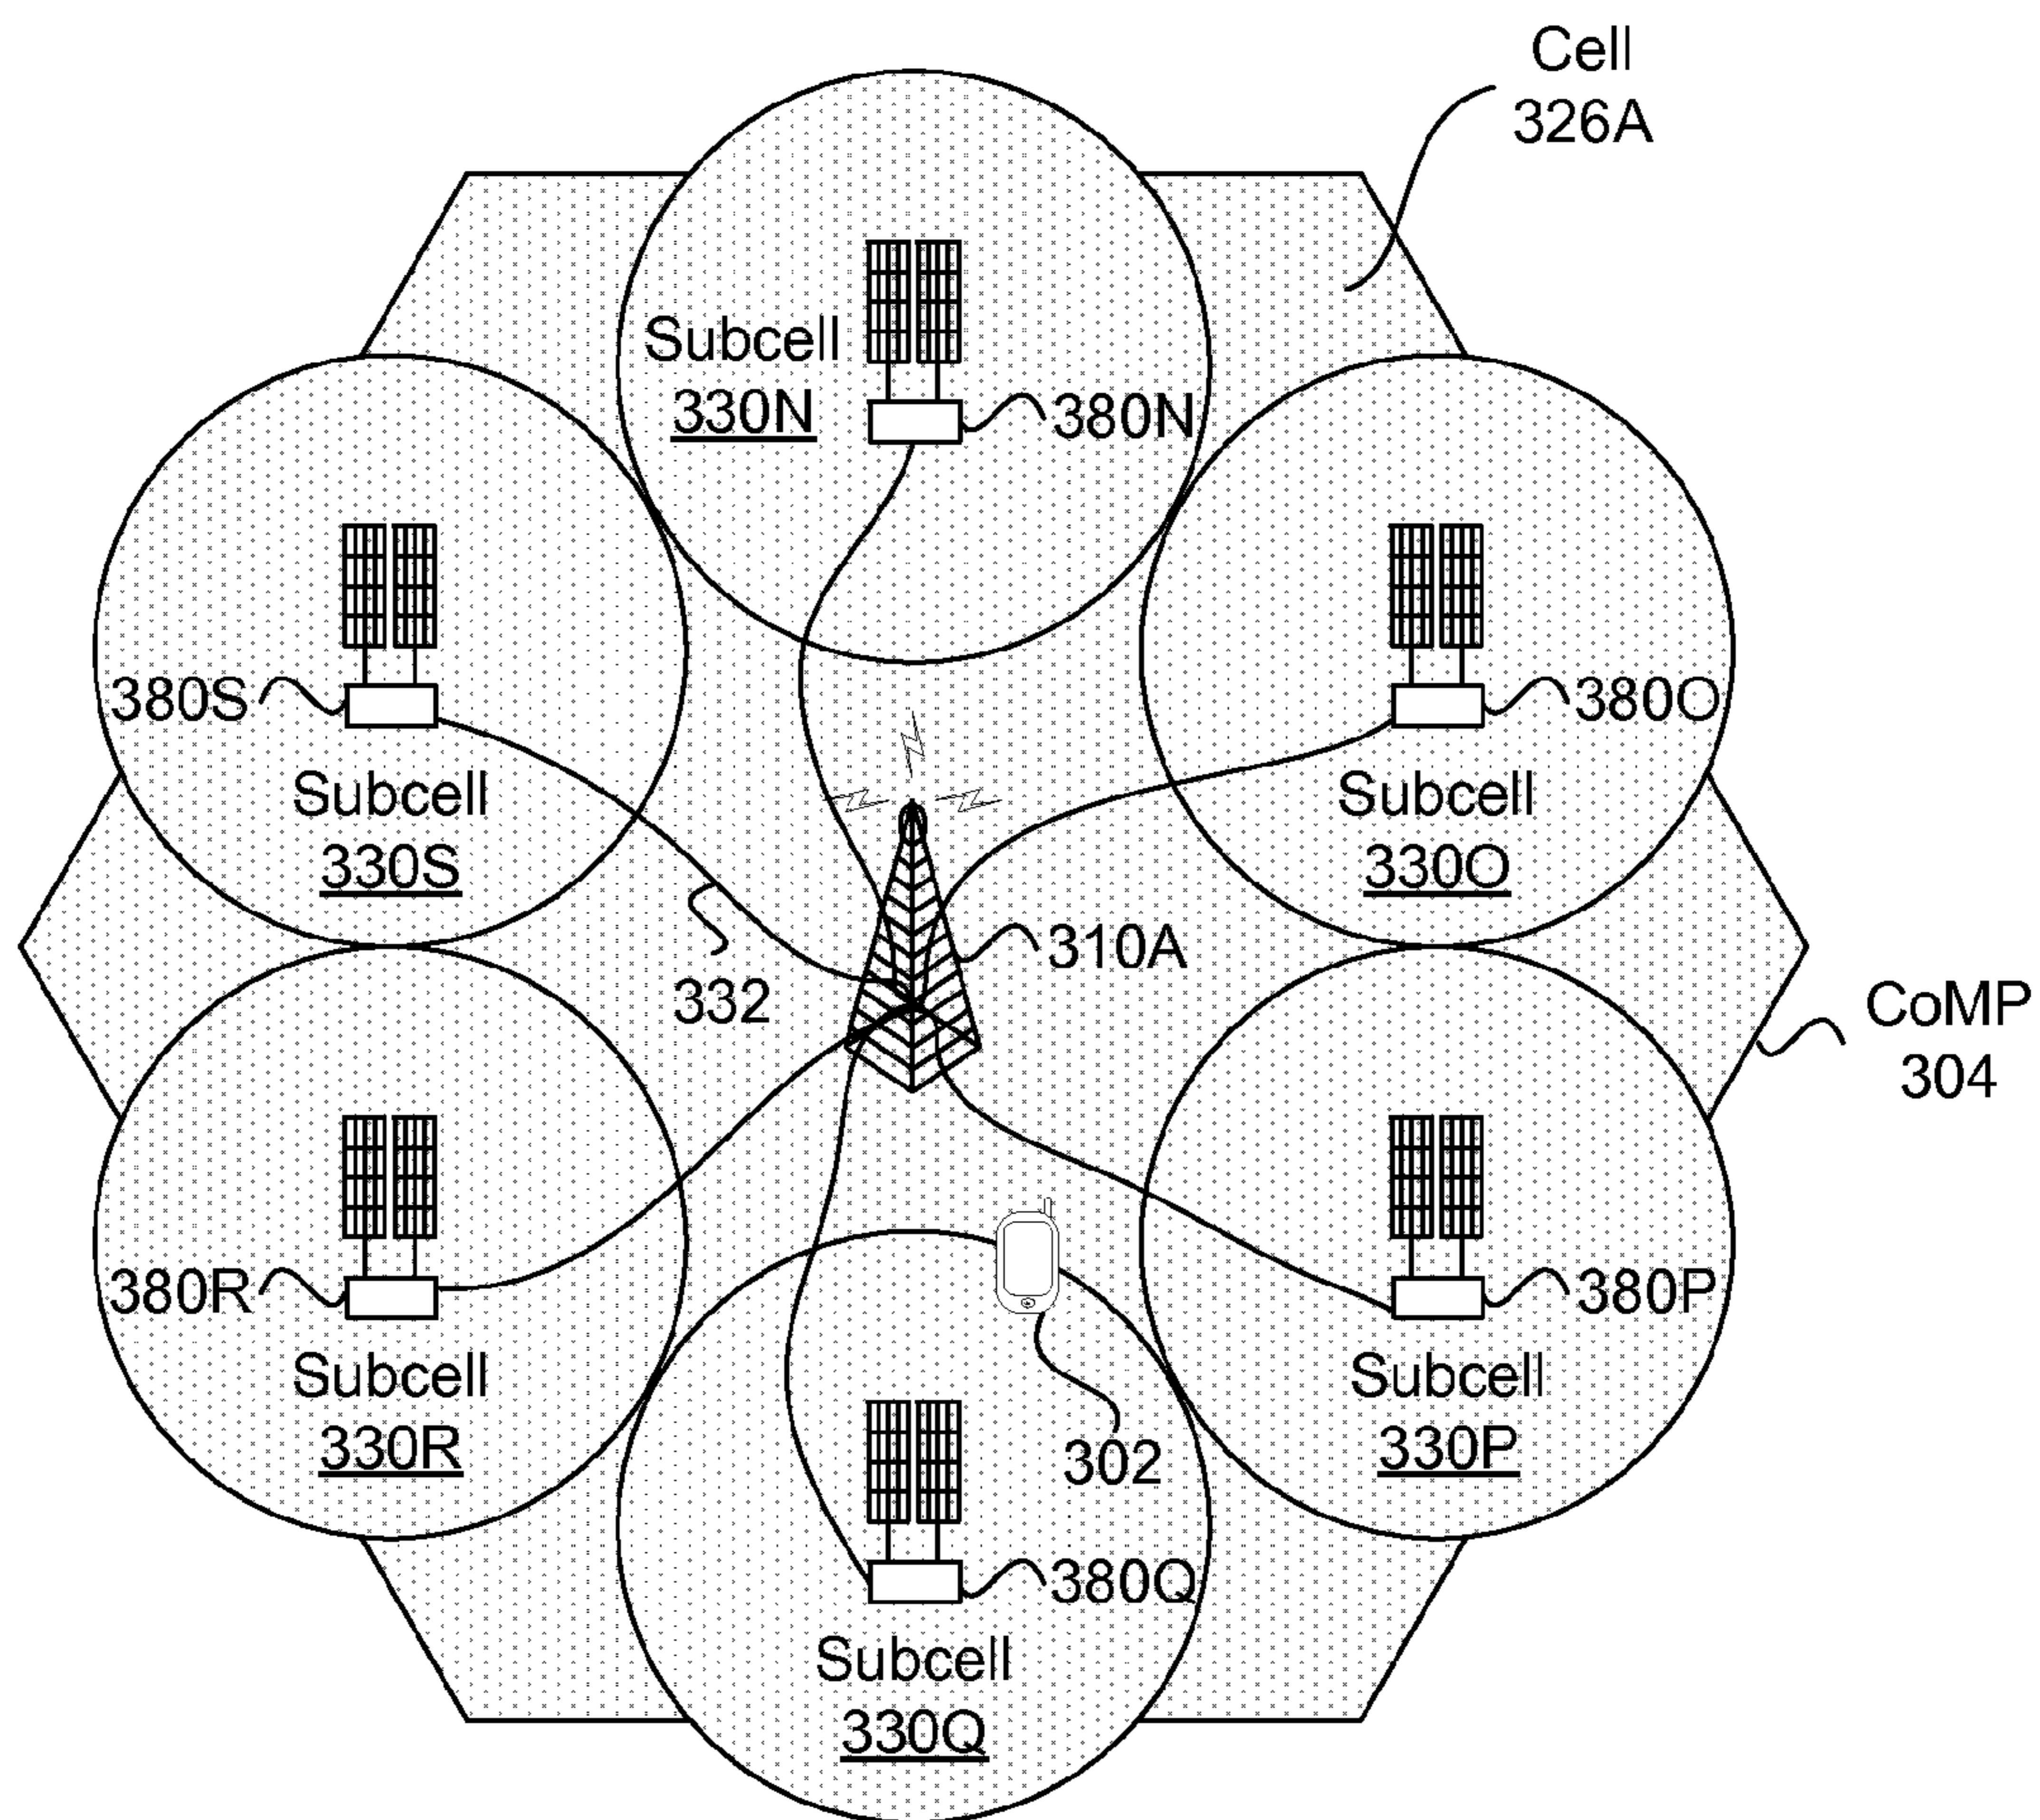 Cell
326A
Subcell
330N
380N
380S
380O
Subcell
330S
Subcell
330O
310A
332
CoMP
304
380R
380P
Subcell
330R
Subcell
330P
302
380Q
Subcell
330Q